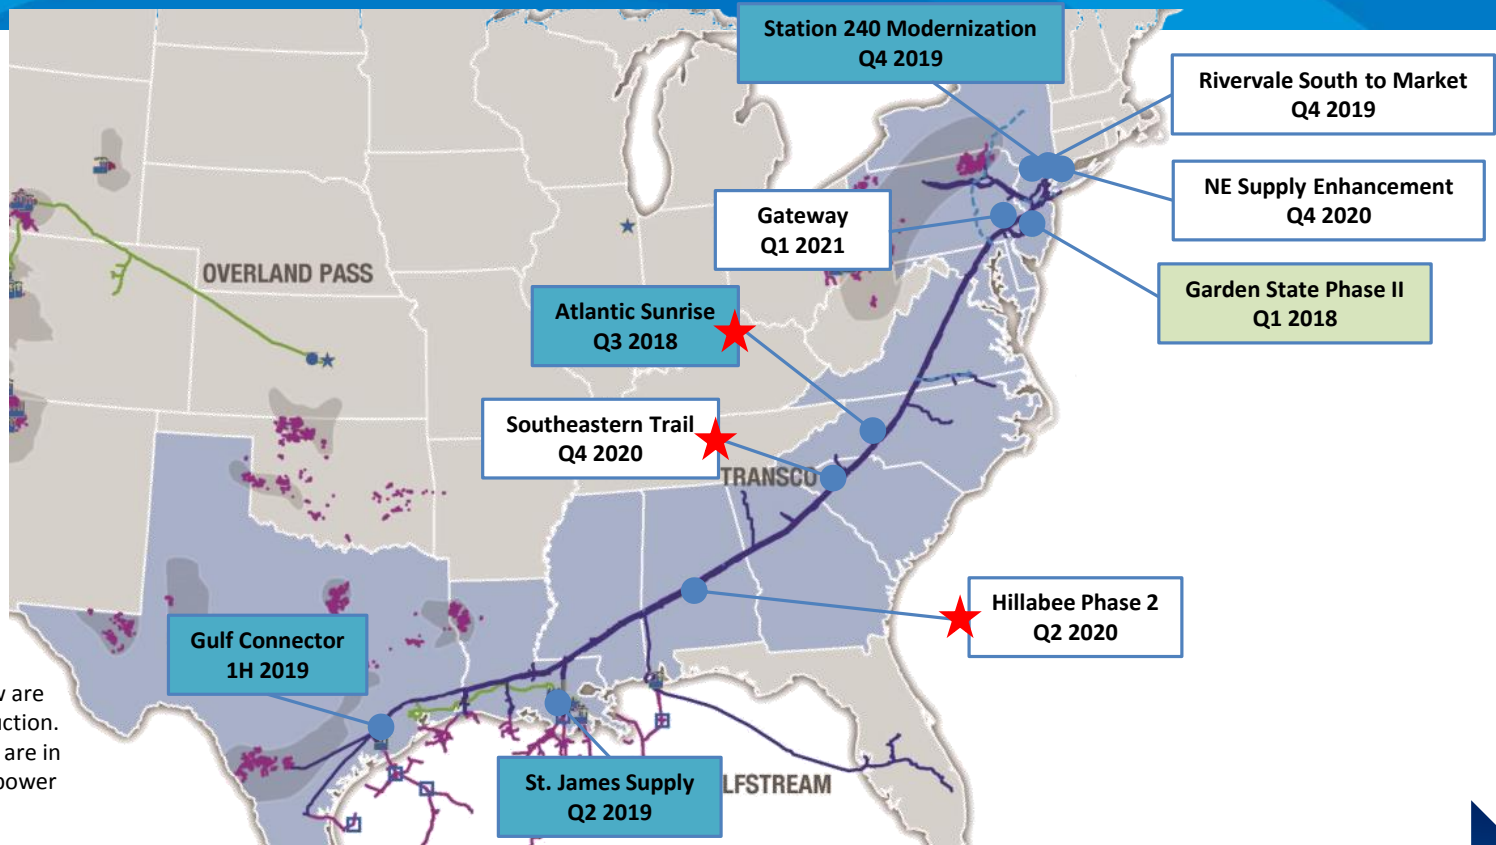 Station 240 Modernization
Q4 2019
Rivervale South to Market
Q4 2019
NE Supply Enhancement
Q4 2020
Gateway
Q1 2021
OVERLAND PASS
Garden State Phase II
Q1 2018
Atlantic Sunrise
Q3 2018
Southeastern Trail
Q4 2020
TRANSCO
Hillabee Phase 2
Q2 2020
Gulf Connector
1H 2019
are
are in
power
St. James Supply
Q2 2019
LFSTREAM